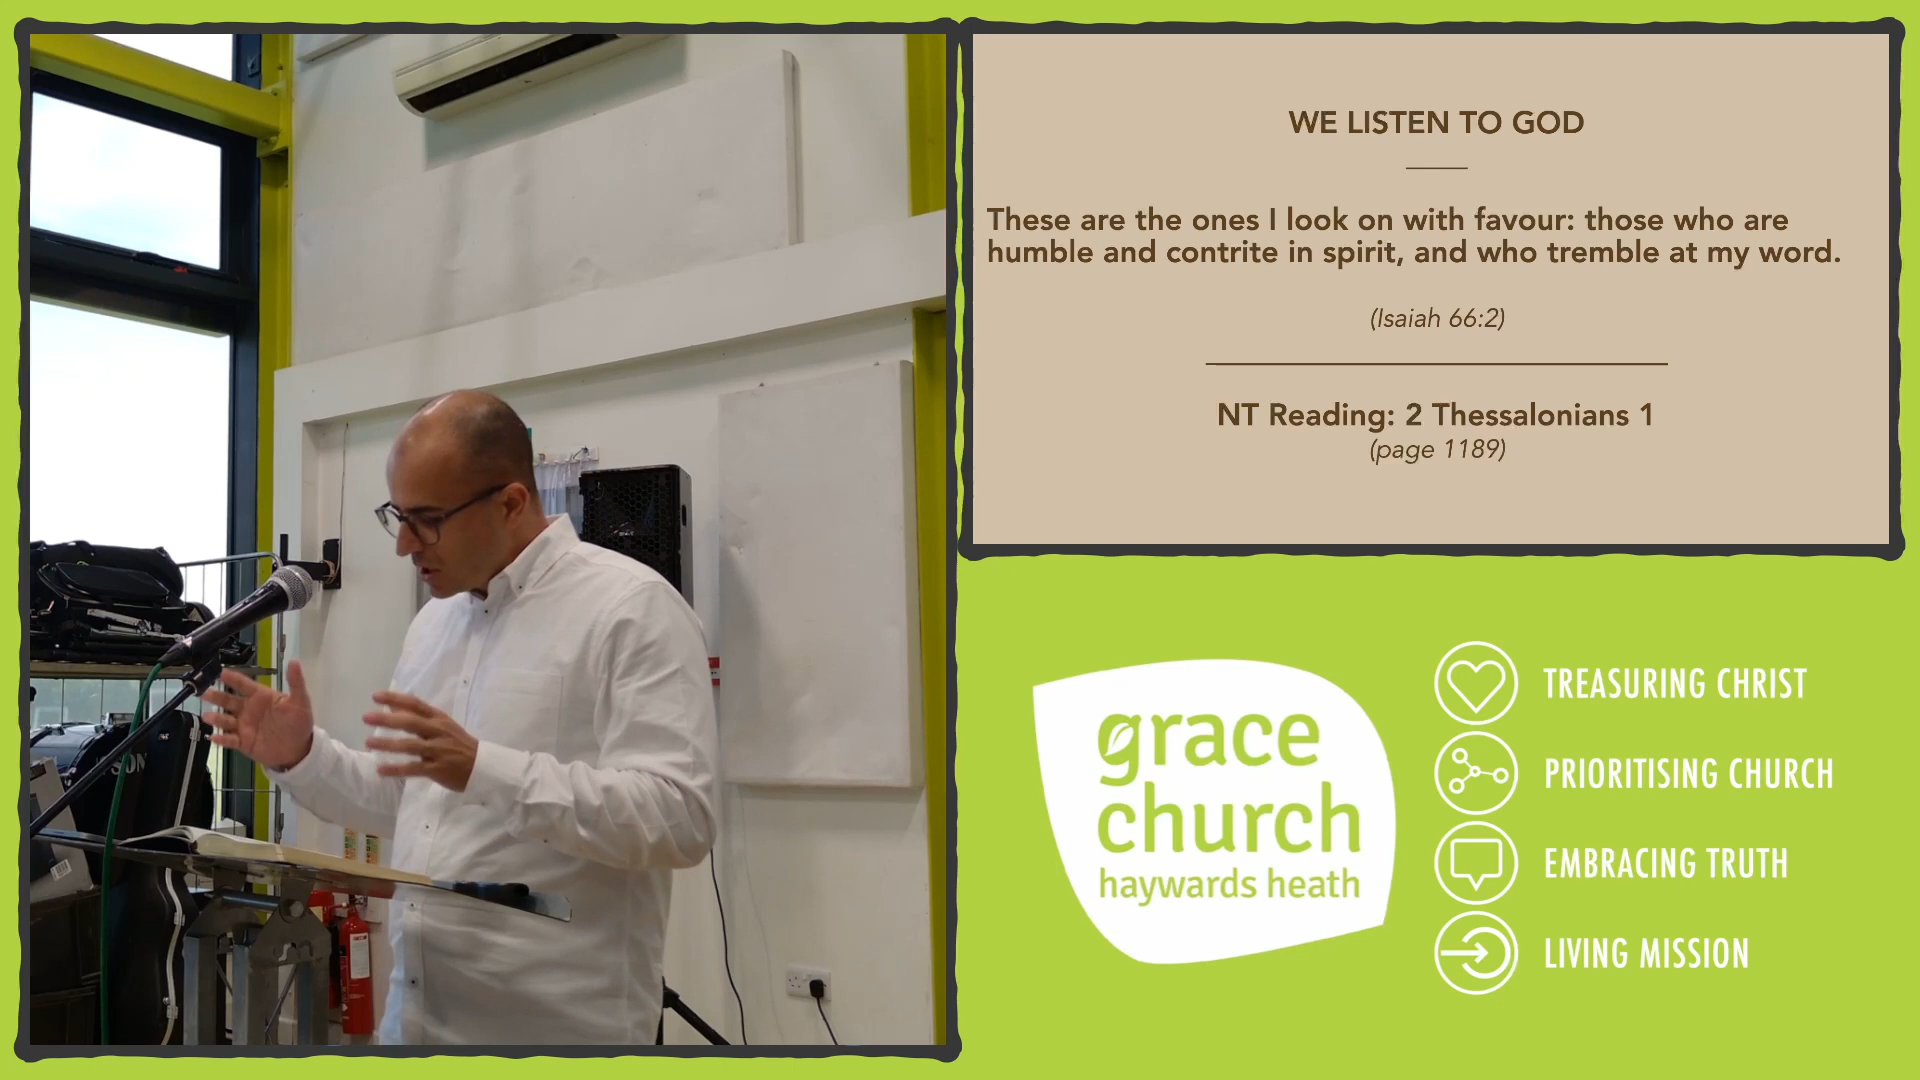 WE LISTEN TO GOD
These are the ones I look on with favour: those who are
humble and contrite in spirit, and who tremble at my word.
(Isaiah 66:2)
NT Reading: 2 Thessalonians 1
(page 1189)
grace
church
haywards heath
TREASURING CHRIST
PRIORITISING CHURCH
EMBRACING TRUTH
LIVING MISSION